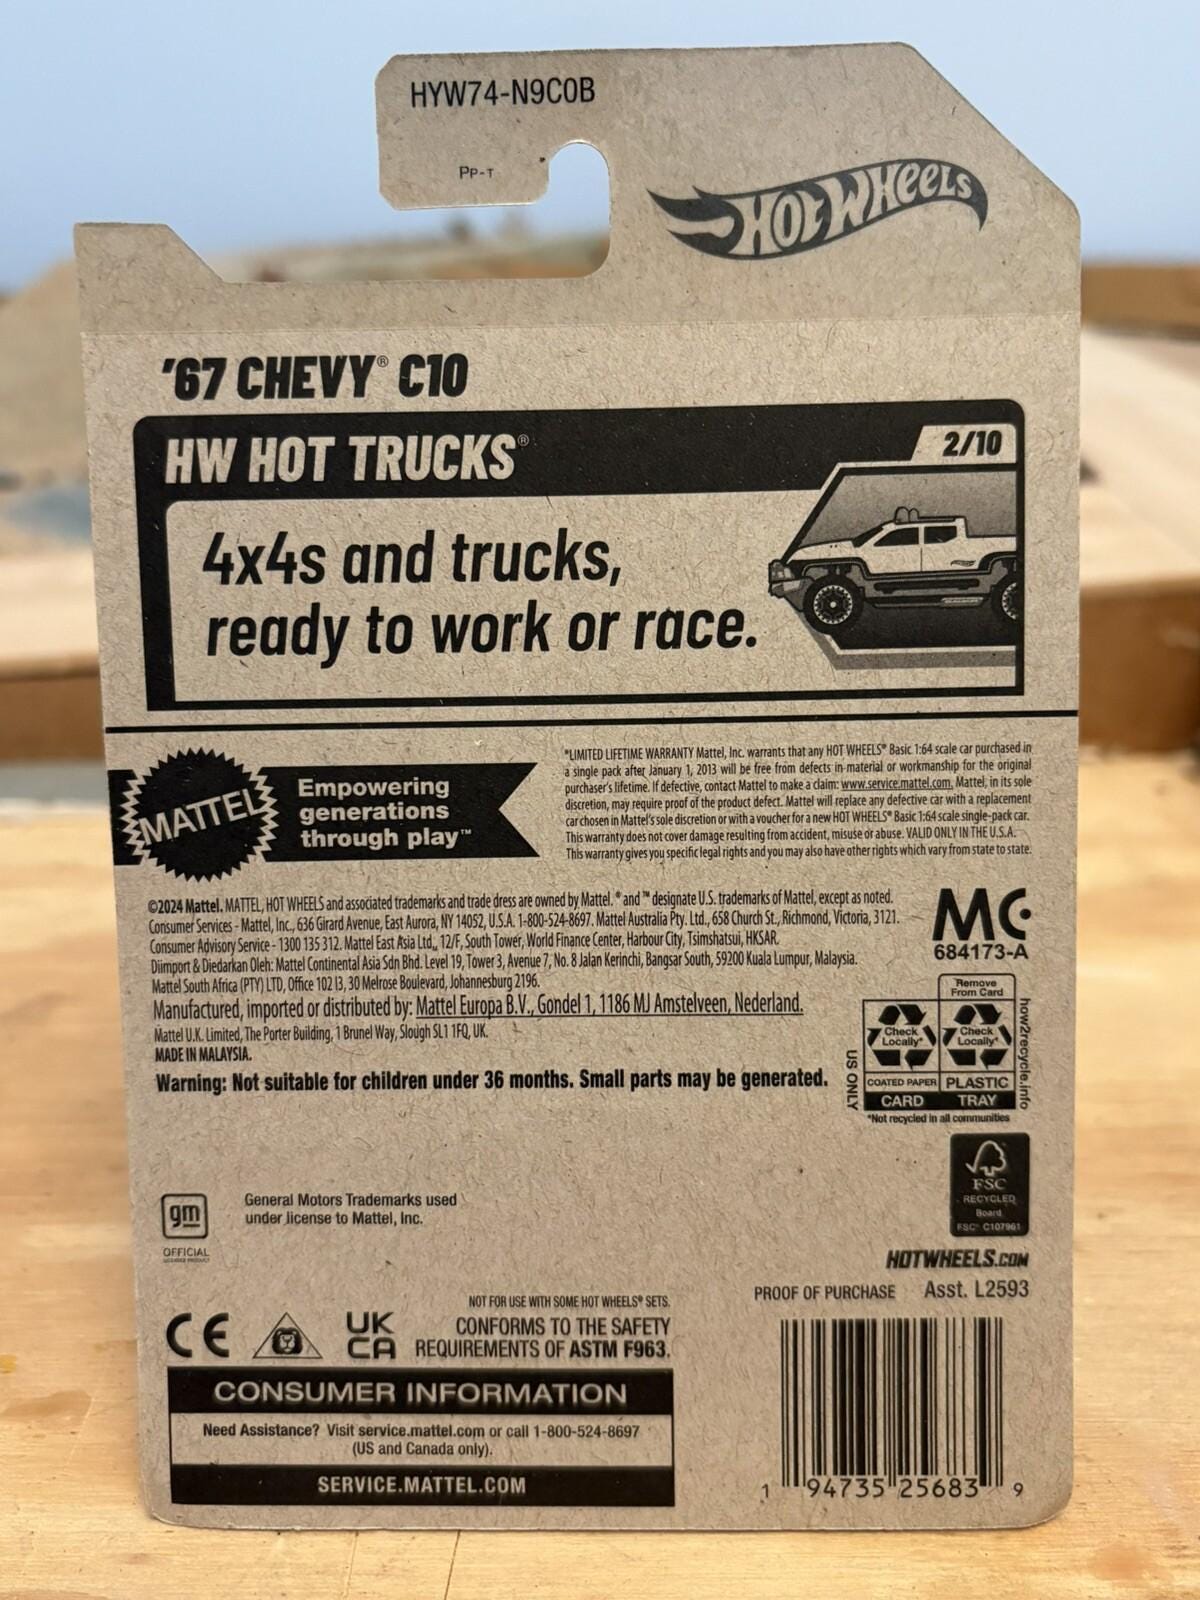 HYW74-N9C0B
PP-T
HOT WHEELS
'67 CHEVY® C10
HW HOT TRUCKS®
2/10
4x4s and trucks,
ready to work or race.
MATTEL
Empowering
generations
through play™
*LIMITED LIFETIME WARRANTY Mattel, Inc. warrants that any HOT WHEELS® Basic 1:64 scale car purchased in
a single pack after January 1, 2013 will be free from defects in material or workmanship for the original
purchaser's lifetime. If defective, contact Mattel to make a claim: www.service.mattel.com. Mattel, in its sole
discretion, may require proof of the product defect. Mattel will replace any defective car with a replacement
car chosen in Mattel's sole discretion or with a voucher for a new HOT WHEELS® Basic 1:64 scale single-pack car.
This warranty does not cover damage resulting from accident, misuse or abuse. VALID ONLY IN THE U.S.A.
This warranty gives you specific legal rights and you may also have other rights which vary from state to state.
©2024 Mattel. MATTEL, HOT WHEELS and associated trademarks and trade dress are owned by Mattel. ® and ™ designate U.S. trademarks of Mattel, except as noted.
Consumer Services - Mattel, Inc., 636 Girard Avenue, East Aurora, NY 14052, U.S.A. 1-800-524-8697. Mattel Australia Pty. Ltd., 658 Church St., Richmond, Victoria, 3121.
Consumer Advisory Service - 1300 135 312. Mattel East Asia Ltd., 12/F, South Tower, World Finance Center, Harbour City, Tsimshatsui, HKSAR.
Diimport & Diedarkan Oleh: Mattel Continental Asia Sdn Bhd. Level 19, Tower 3, Avenue 7, No. 8 Jalan Kerinchi, Bangsar South, 59200 Kuala Lumpur, Malaysia.
Mattel South Africa (PTY) LTD, Office 102 I3, 30 Melrose Boulevard, Johannesburg 2196.
Manufactured, imported or distributed by: Mattel Europa B.V., Gondel 1, 1186 MJ Amstelveen, Nederland.
Mattel U.K. Limited, The Porter Building, 1 Brunel Way, Slough SL1 1FQ, UK.
MADE IN MALAYSIA.
Warning: Not suitable for children under 36 months. Small parts may be generated.
MC
684173-A
Remove
From Card
Check
Locally*
Check
Locally*
COATED PAPER
PLASTIC
CARD
TRAY
US ONLY
how2recycle.info
*Not recycled in all communities
FSC
RECYCLED
Board
FSC® C107961
gm
OFFICIAL
LICENSED PRODUCT
General Motors Trademarks used
under license to Mattel, Inc.
HOTWHEELS.COM
PROOF OF PURCHASE Asst. L2593
NOT FOR USE WITH SOME HOT WHEELS® SETS.
CE
UK
CA
CONFORMS TO THE SAFETY
REQUIREMENTS OF ASTM F963.
CONSUMER INFORMATION
Need Assistance? Visit service.mattel.com or call 1-800-524-8697
(US and Canada only).
SERVICE.MATTEL.COM
1 94735 25683 9